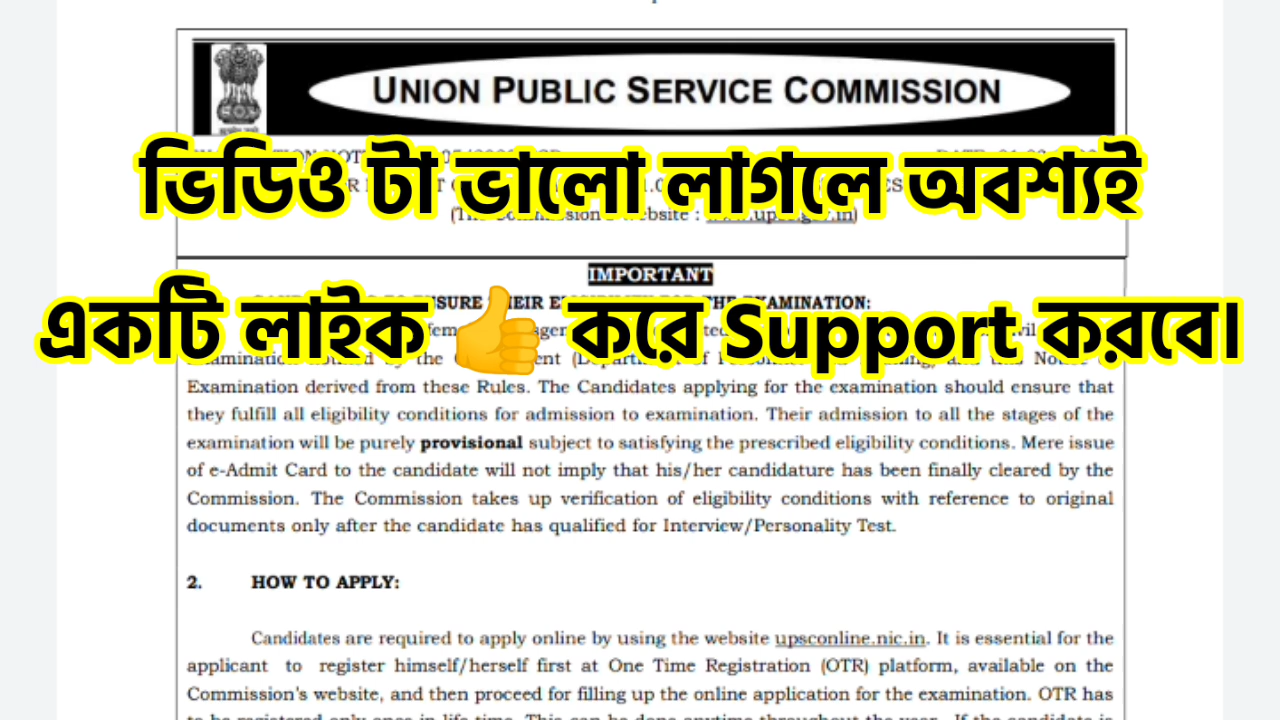 UNION PUBLIC SERVICE COMMISSION
ভিডিও টা ভালো লাগলে অবশ্যই
IMPORTANT
একটি লাইক 👍 করে Support করবে।
Examination derived from these Rules. The Candidates applying for the examination should ensure that
they fulfill all eligibility conditions for admission to examination. Their admission to all the stages of the
examination will be purely provisional subject to satisfying the prescribed eligibility conditions. Mere issue
of e-Admit Card to the candidate will not imply that his/her candidature has been finally cleared by the
Commission. The Commission takes up verification of eligibility conditions with reference to original
documents only after the candidate has qualified for Interview/Personality Test.
2. HOW TO APPLY:
Candidates are required to apply online by using the website upsconline.nic.in. It is essential for the
applicant to register himself/herself first at One Time Registration (OTR) platform, available on the
Commission's website, and then proceed for filling up the online application for the examination. OTR has